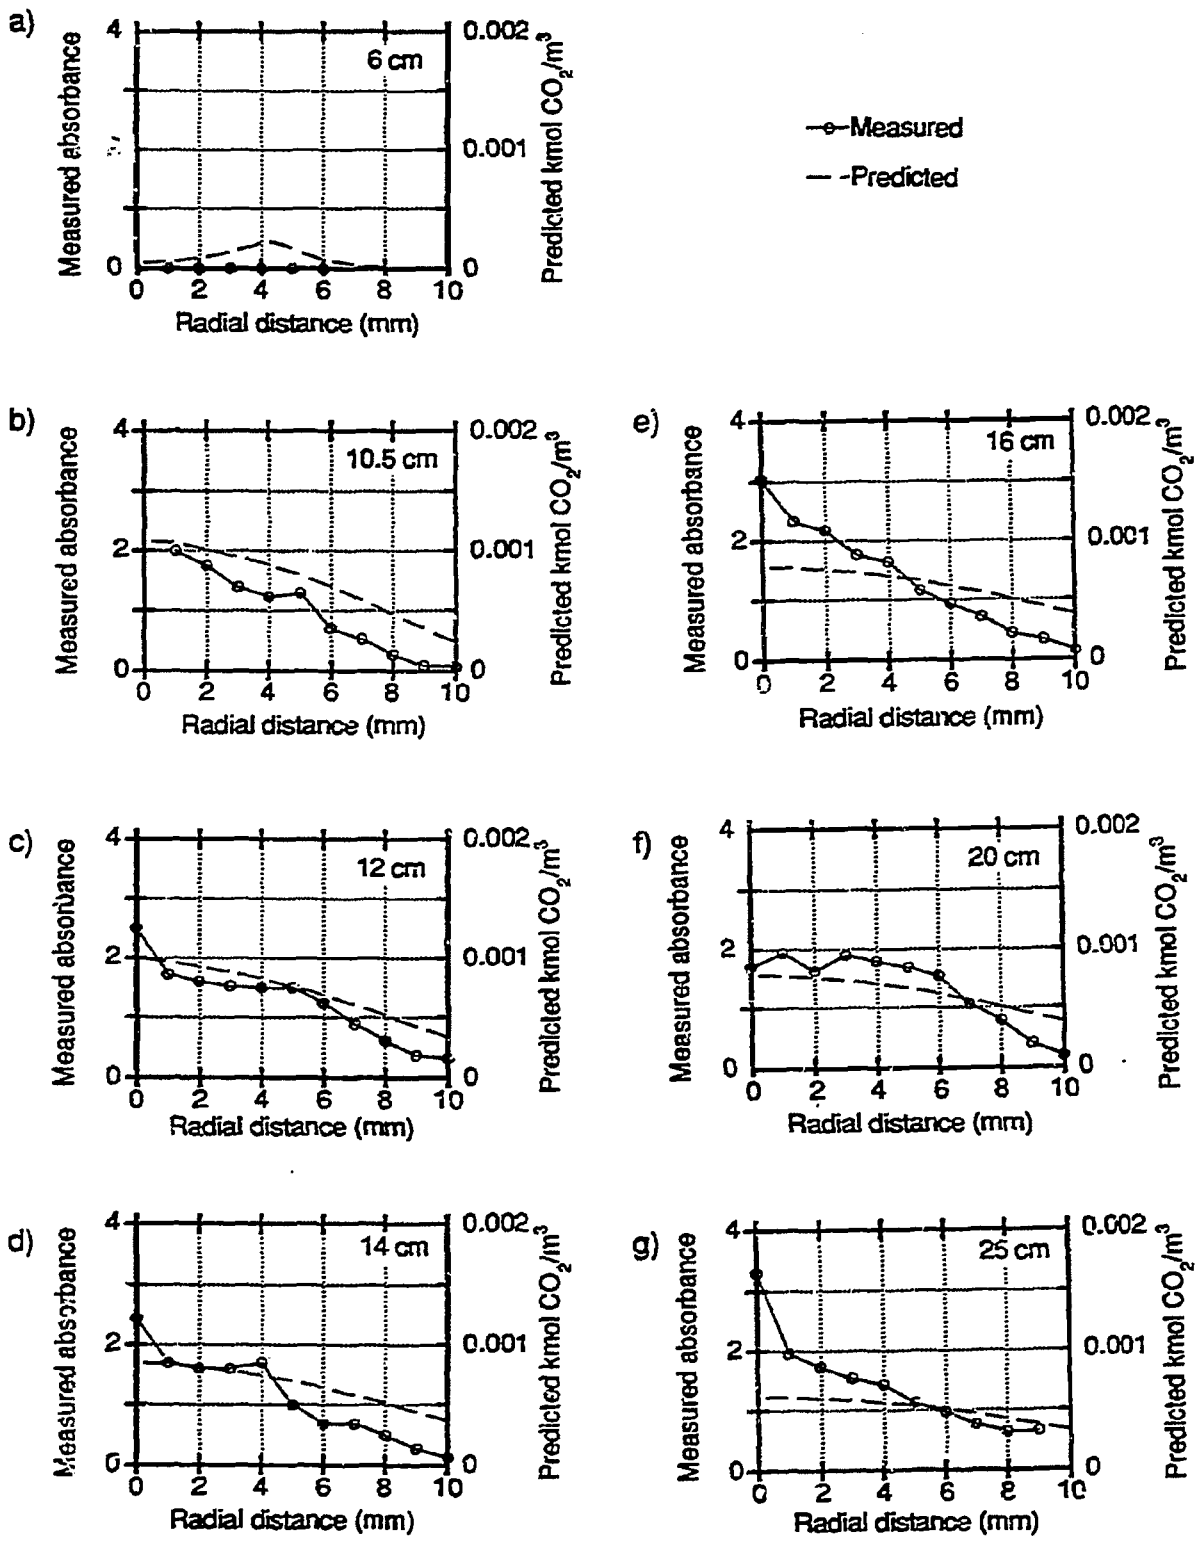 a)
Measured absorbance
4
0
0.002
0.001
0
Predicted kmol CO₂/m³
6 cm
0 2 4 6 8 10
Radial distance (mm)
Measured
Predicted
b)
Measured absorbance
4
2
0
0.002
0.001
0
Predicted kmol CO₂/m³
10.5 cm
0 2 4 6 8 10
Radial distance (mm)
c)
Measured absorbance
4
2
0
0.002
0.001
0
Predicted kmol CO₂/m³
12 cm
0 2 4 6 8 10
Radial distance (mm)
d)
Measured absorbance
4
2
0
0.002
0.001
0
Predicted kmol CO₂/m³
14 cm
0 2 4 6 8 10
Radial distance (mm)
e)
Measured absorbance
4
2
0
0.002
0.001
0
Predicted kmol CO₂/m³
16 cm
0 2 4 6 8 10
Radial distance (mm)
f)
Measured absorbance
4
2
0
0.002
0.001
0
Predicted kmol CO₂/m³
20 cm
0 2 4 6 8 10
Radial distance (mm)
g)
Measured absorbance
4
2
0
0.002
0.001
0
Predicted kmol CO₂/m³
25 cm
0 2 4 6 8 10
Radial distance (mm)